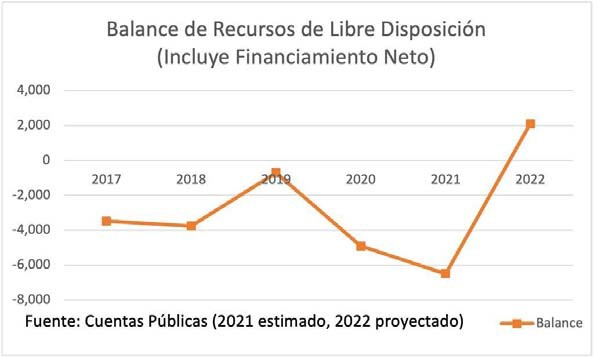 Balance de Recursos de Libre Disposición
(Incluye Financiamiento Neto)
4,000
2,000
0
2017 2018 2019 2020 2021 2022
-2,000
-4,000
-6,000
-8,000
Fuente: Cuentas Públicas (2021 estimado, 2022 proyectado)
Balance